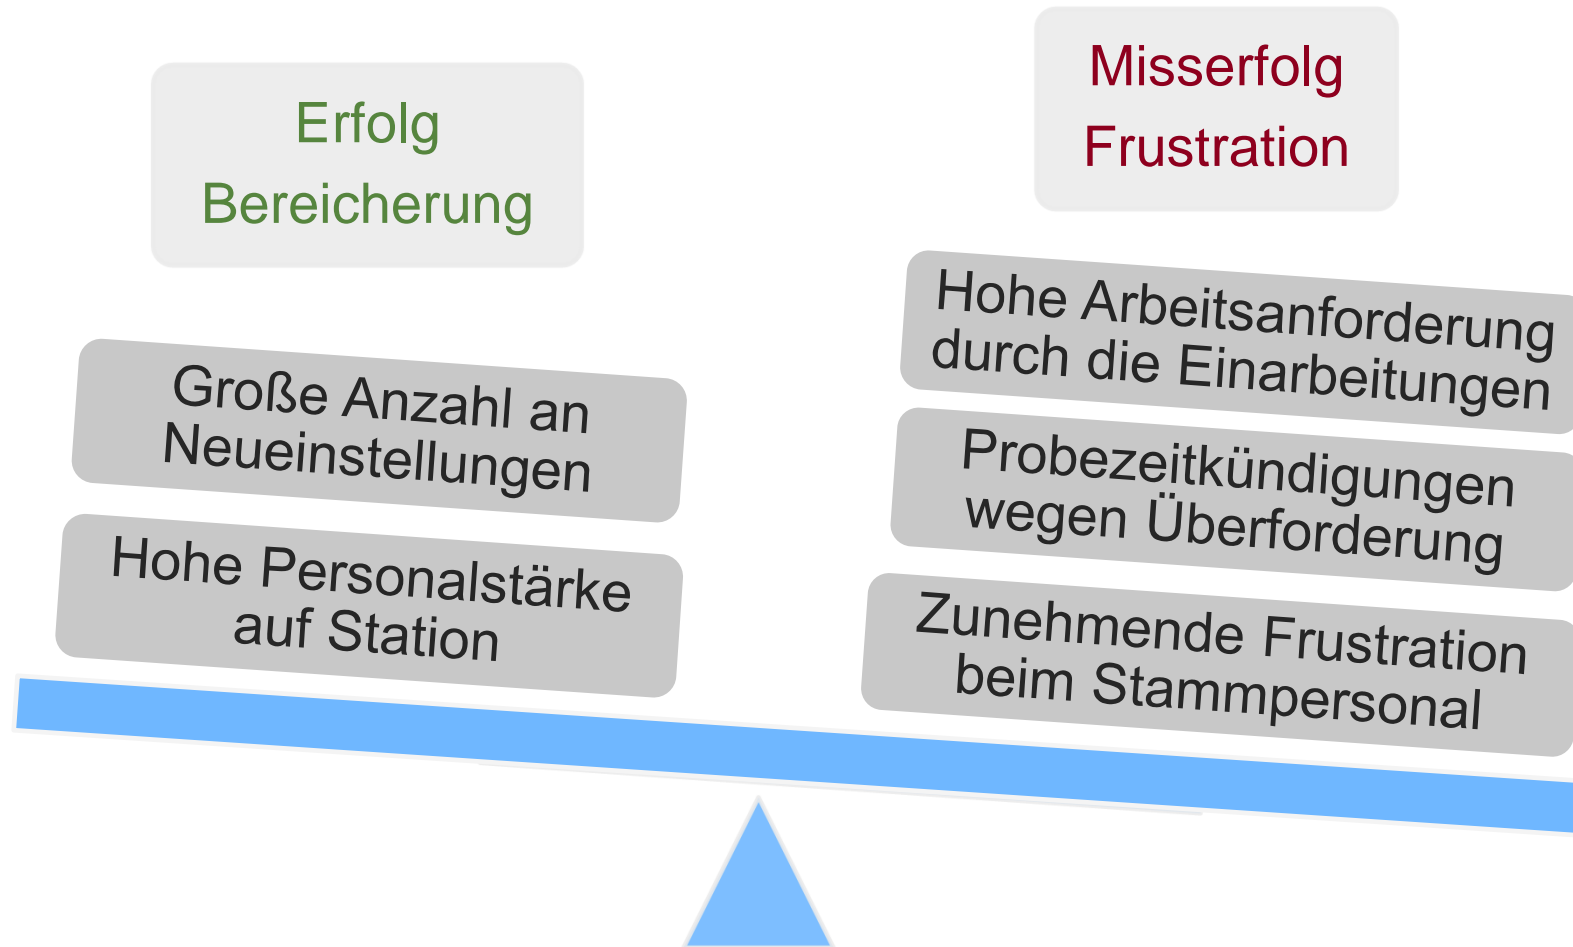 Erfolg
Bereicherung
Große Anzahl an
Neueinstellungen
Hohe Personalstärke
auf Station
Misserfolg
Frustration
Hohe Arbeitsanforderung
durch die Einarbeitungen
Probezeitkündigungen
wegen Überforderung
Zunehmende Frustration
beim Stammpersonal